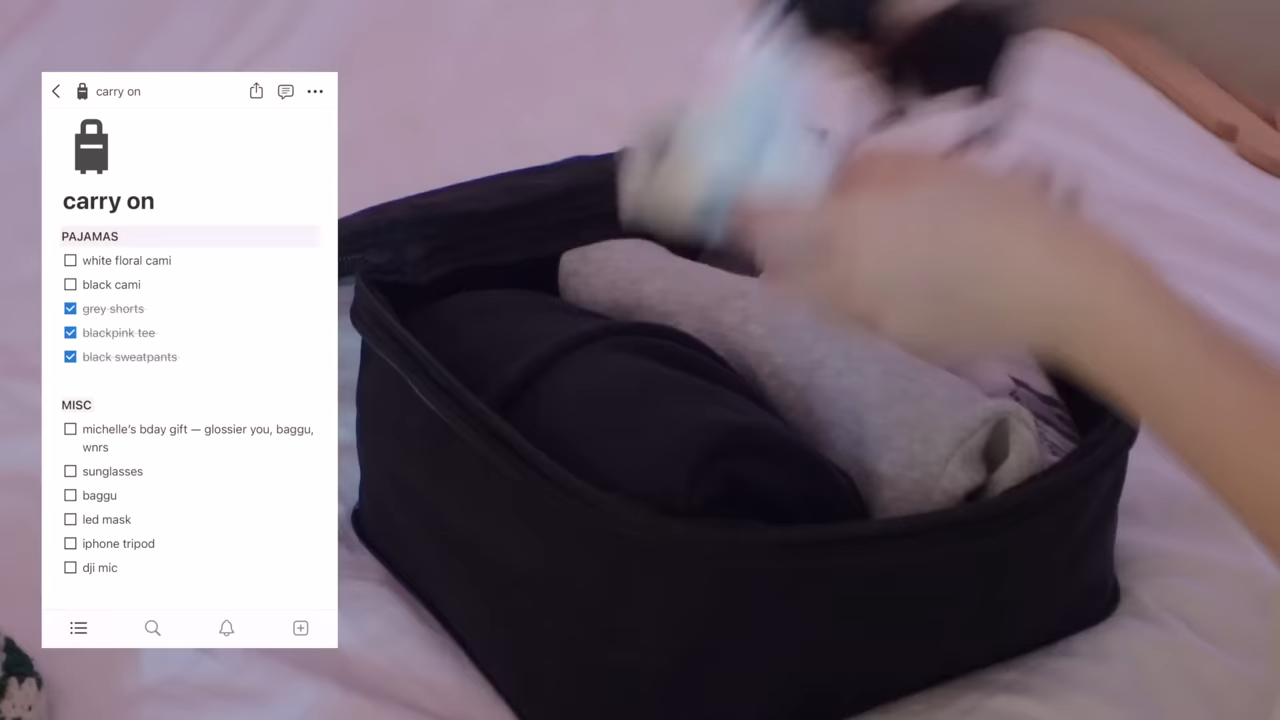 carry on
carry on
PAJAMAS
white floral cami
black cami
grey shorts
blackpink tee
black sweatpants
MISC
michelle's bday gift — glossier you, baggu,
wnrs
sunglasses
baggu
led mask
iphone tripod
dji mic